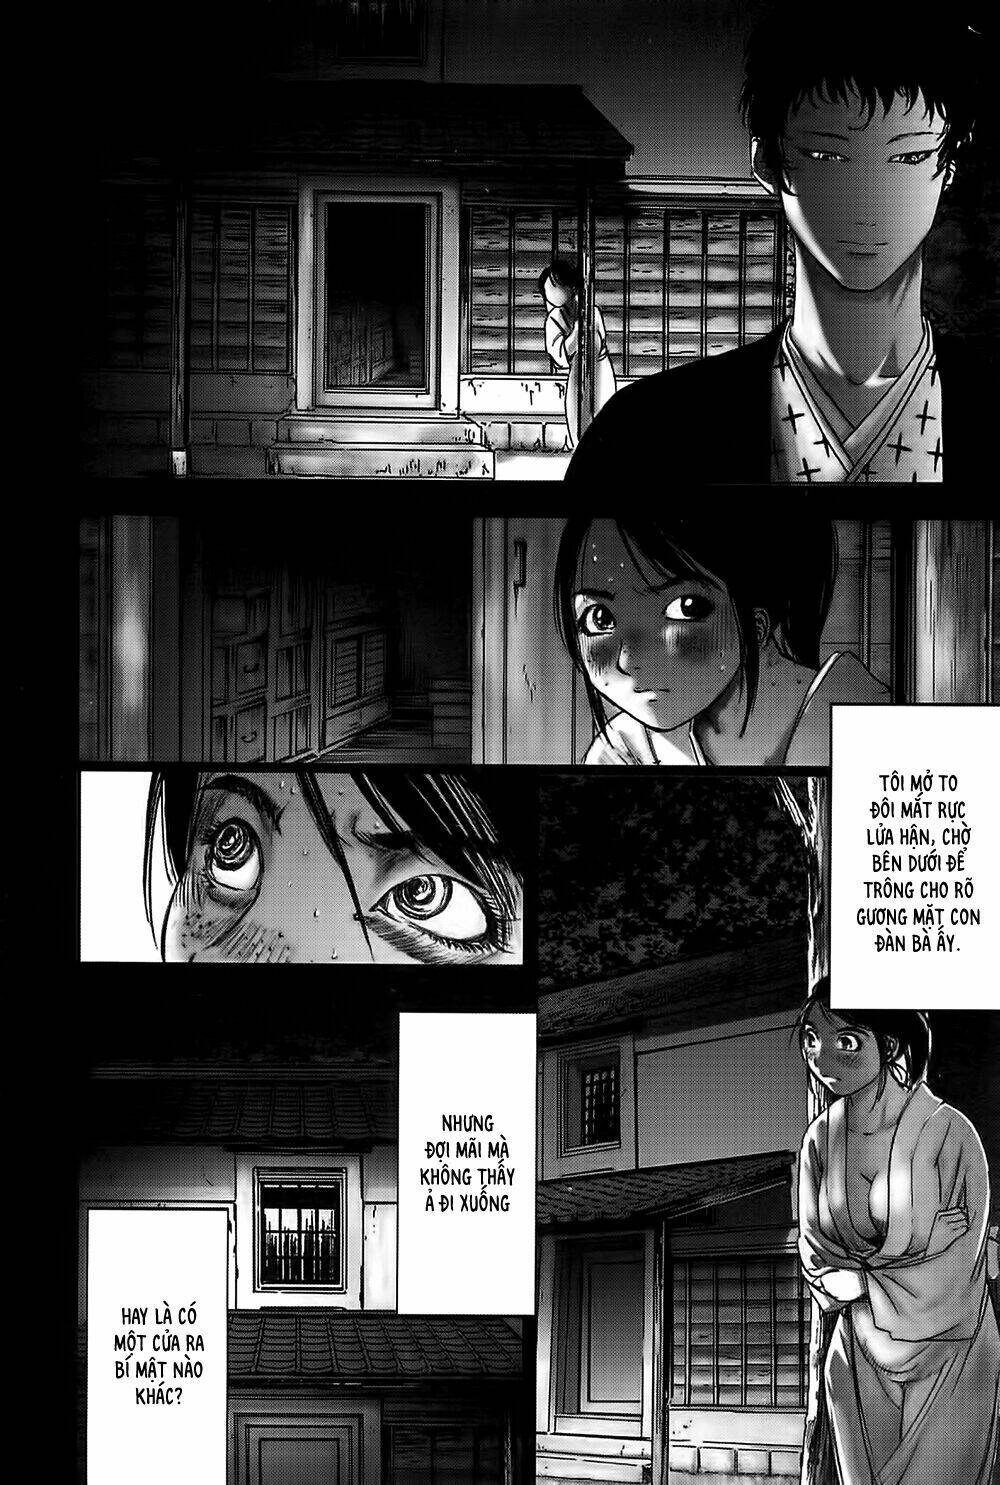 TÔI MỞ TO
ĐÔI MẮT RỰC
LỬA HẬN, CHỜ
BÊN DƯỚI ĐỂ
TRÔNG CHO RÕ
GƯƠNG MẶT CON
ĐÀN BÀ ẤY.
NHƯNG
ĐỢI MÃI MÀ
KHÔNG THẤY
Ả ĐI XUỐNG
HAY LÀ CÓ
MỘT CỬA RA
BÍ MẬT NÀO
KHÁC?